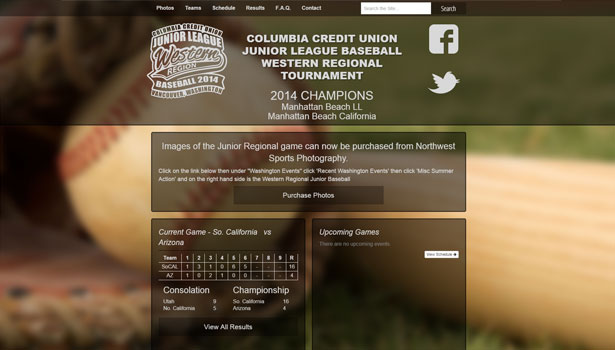 Photos Teams Schedule Results F.A.Q. Contact Search the Site Search
COLUMBIA CREDIT UNION
JUNIOR LEAGUE
Western
REGION
BASEBALL 2014
VANCOUVER, WASHINGTON
COLUMBIA CREDIT UNION
JUNIOR LEAGUE BASEBALL
WESTERN REGIONAL
TOURNAMENT
2014 CHAMPIONS
Manhattan Beach LL
Manhattan Beach California
Images of the Junior Regional game can now be purchased from Northwest
Sports Photography.
Click on the link below then under "Washington Events" click 'Recent Washington Events' then click 'Misc Summer
Action' and on the right hand side is the Western Regional Junior Baseball
Purchase Photos
Current Game - So. California vs
Arizona
Team 1 2 3 4 5 6 7 8 9 R
SoCAL 1 3 1 0 6 5 - - - 16
AZ 1 0 2 1 0 0 - - - 4
Consolation Championship
Utah 9 So. California 16
No. California 5 Arizona 4
View All Results
Upcoming Games
There are no upcoming events.
View Schedule